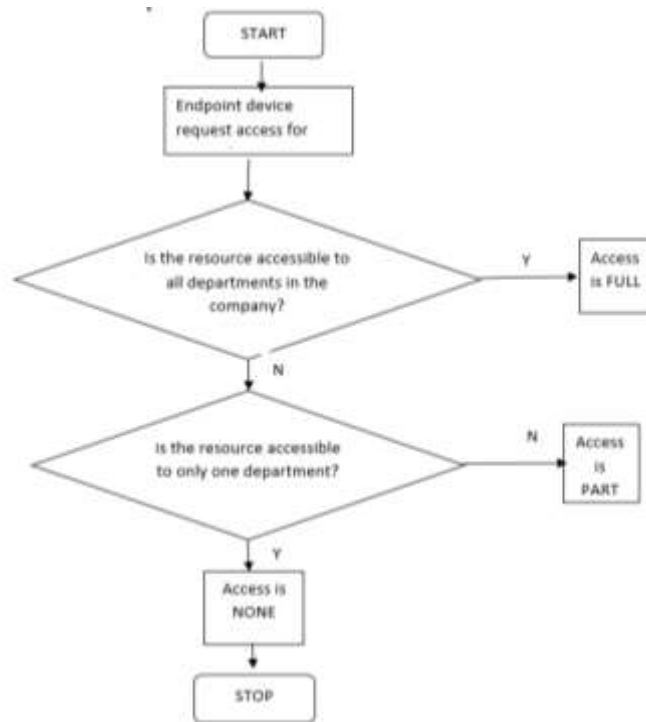 START
Endpoint device
request access for
Is the resource accessible to
all departments in the
company?
Y
Access
is FULL
N
Is the resource accessible
to only one department?
N
Access
is
PART
Y
Access is
NONE
STOP